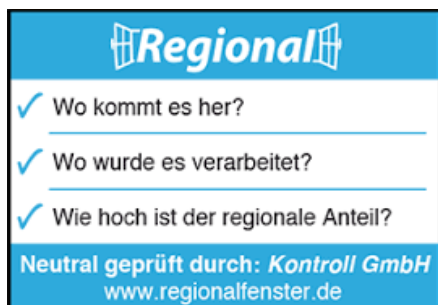 Regional
Wo kommt es her?
Wo wurde es verarbeitet?
Wie hoch ist der regionale Anteil?
Neutral geprüft durch: Kontroll GmbH
www.regionalfenster.de